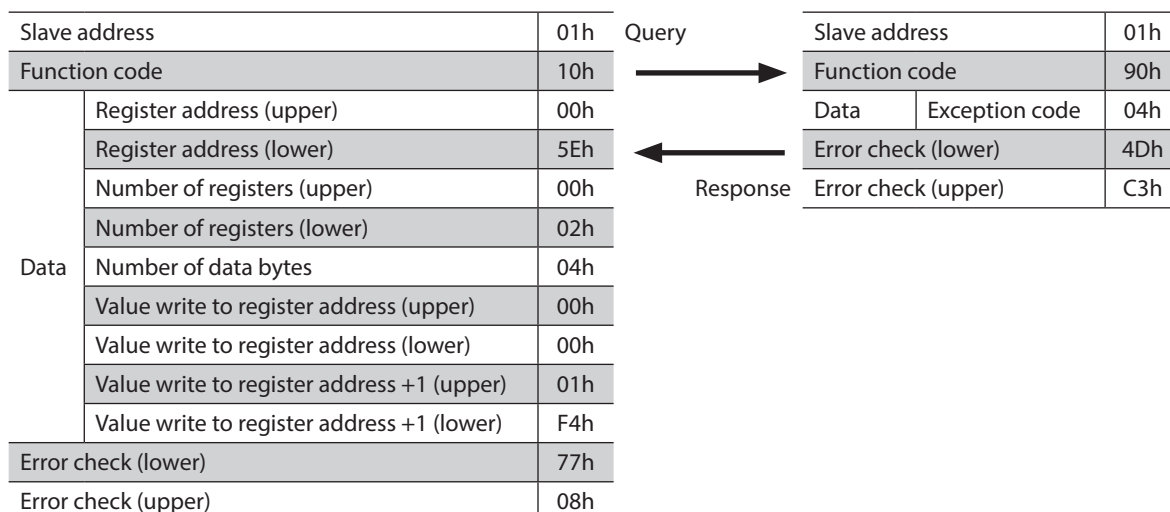 Slave address 01h
Function code 10h
Data
Register address (upper) 00h
Register address (lower) 5Eh
Number of registers (upper) 00h
Number of registers (lower) 02h
Number of data bytes 04h
Value write to register address (upper) 00h
Value write to register address (lower) 00h
Value write to register address +1 (upper) 01h
Value write to register address +1 (lower) F4h
Error check (lower) 77h
Error check (upper) 08h
Query
Response
Slave address 01h
Function code 90h
Data Exception code 04h
Error check (lower) 4Dh
Error check (upper) C3h